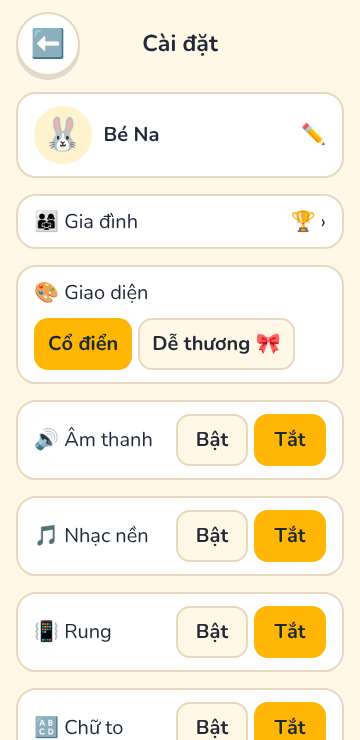 Cài đặt
Bé Na
Gia đình
Giao diện
Cổ điển Dễ thương
Âm thanh Bật Tắt
Nhạc nền Bật Tắt
Rung Bật Tắt
Chữ to Bật Tắt